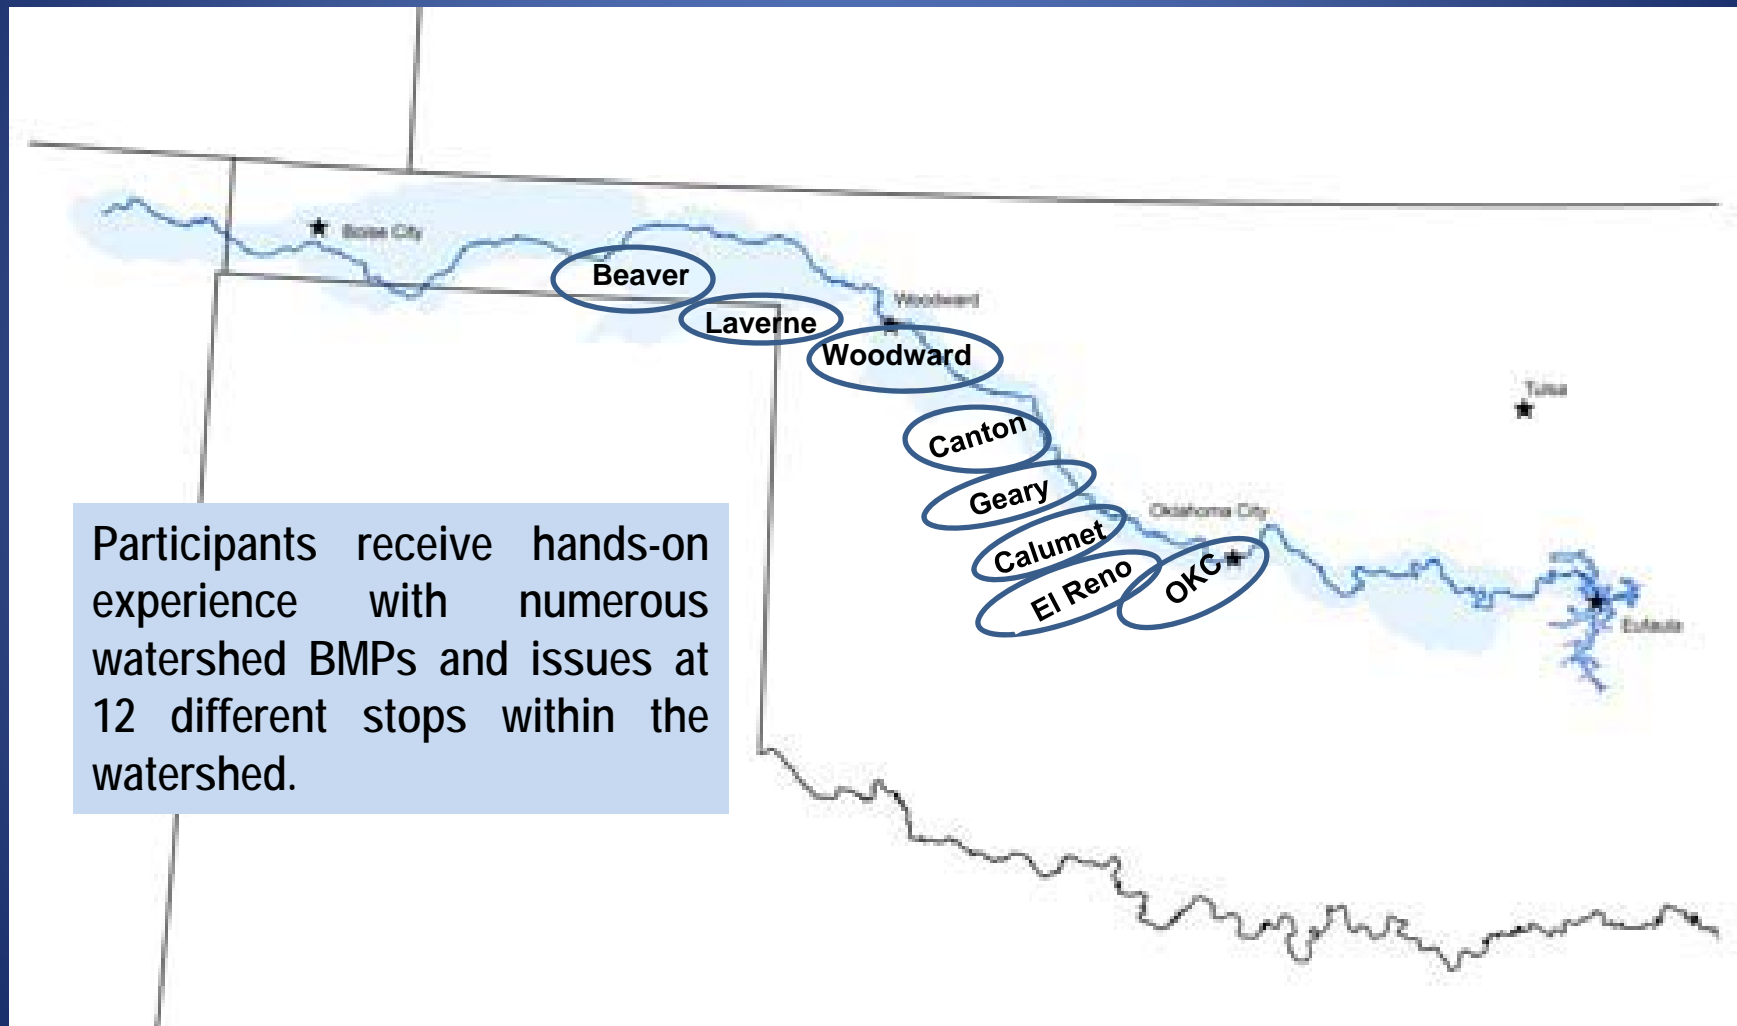 Boise City
Beaver
Woodward
Laverne
Woodward
Tulsa
Canton
Geary
Oklahoma City
Calumet
El Reno
OKC
Eufaula
Participants receive hands-on
experience with numerous
watershed BMPs and issues at
12 different stops within the
watershed.